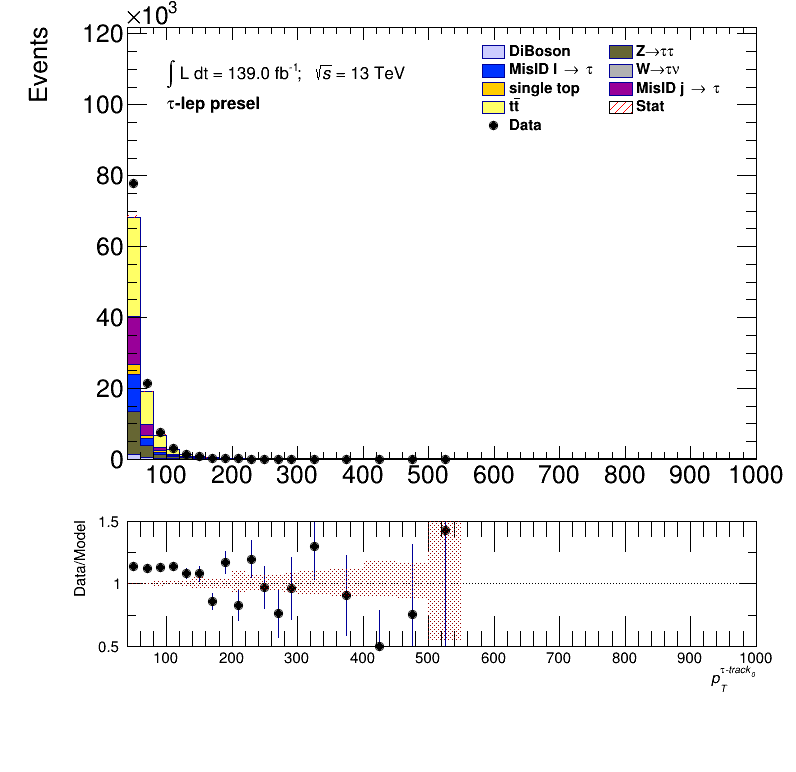 ×10³
Events
120
100
80
60
40
20
0
∫ L dt = 139.0 fb⁻¹; √s = 13 TeV
τ-lep presel
DiBoson
MisID l → τ
single top
tt̄
Data
Z→ττ
W→τν
MisID j → τ
Stat
100 200 300 400 500 600 700 800 900 1000
Data/Model
1.5
1
0.5
100 200 300 400 500 600 700 800 900 1000
p_T^{τ-track₀}